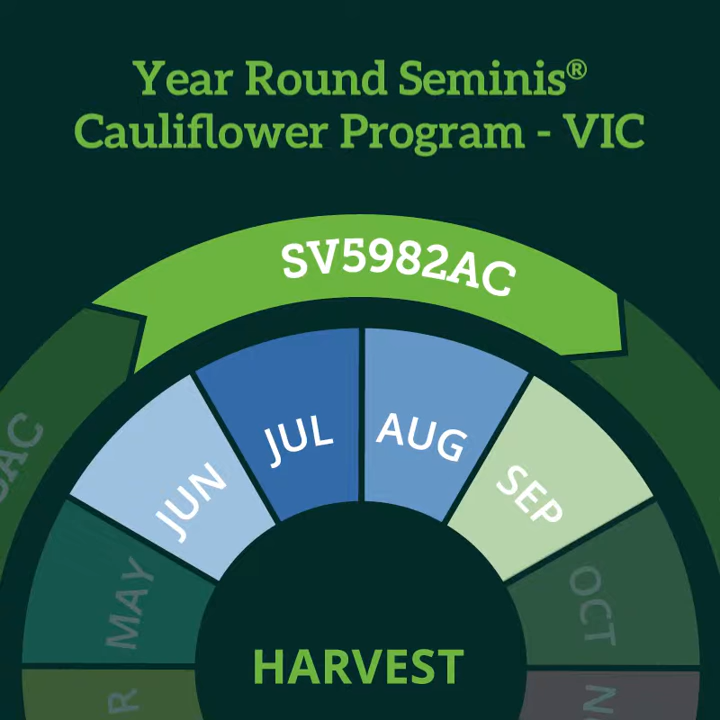 Year Round Seminis®
Cauliflower Program - VIC
SV5982AC
JUN
JUL
AUG
SEP
MAY
OCT
HARVEST